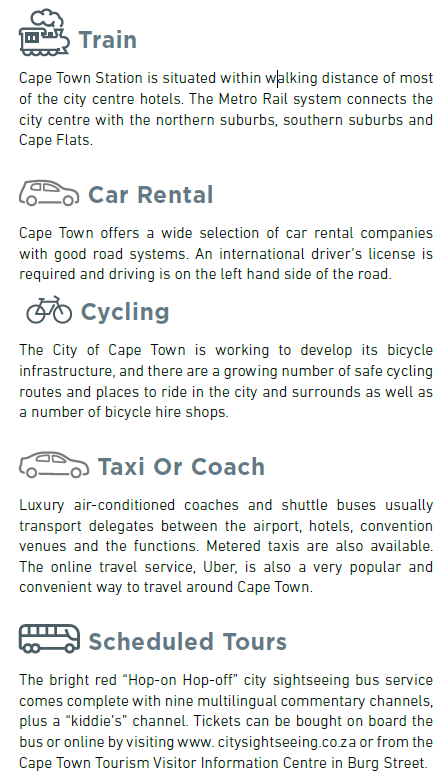 Train
Cape Town Station is situated within walking distance of most
of the city centre hotels. The Metro Rail system connects the
city centre with the northern suburbs, southern suburbs and
Cape Flats.
Car Rental
Cape Town offers a wide selection of car rental companies
with good road systems. An international driver's license is
required and driving is on the left hand side of the road.
Cycling
The City of Cape Town is working to develop its bicycle
infrastructure, and there are a growing number of safe cycling
routes and places to ride in the city and surrounds as well as
a number of bicycle hire shops.
Taxi Or Coach
Luxury air-conditioned coaches and shuttle buses usually
transport delegates between the airport, hotels, convention
venues and the functions. Metered taxis are also available.
The online travel service, Uber, is also a very popular and
convenient way to travel around Cape Town.
Scheduled Tours
The bright red “Hop-on Hop-off” city sightseeing bus service
comes complete with nine multilingual commentary channels,
plus a “kiddie's” channel. Tickets can be bought on board the
bus or online by visiting www. citysightseeing.co.za or from the
Cape Town Tourism Visitor Information Centre in Burg Street.